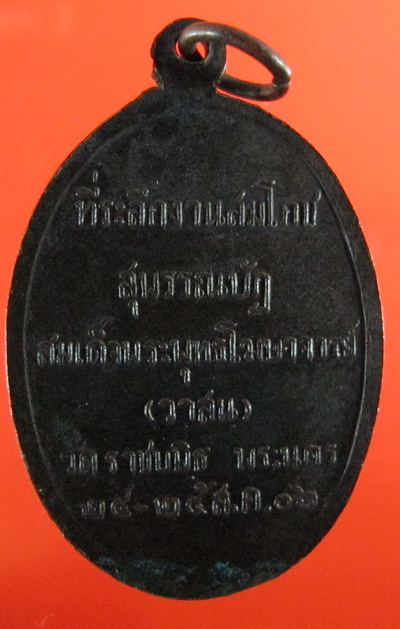 ที่ระลึกงานสมโภช
สุพรรณบัฏ
สมเด็จพระพุทธโฆษาจารย์
(วาสน)
วัดราชบพิธ พระนคร
๒๔-๒๕ส.ค.๐๖